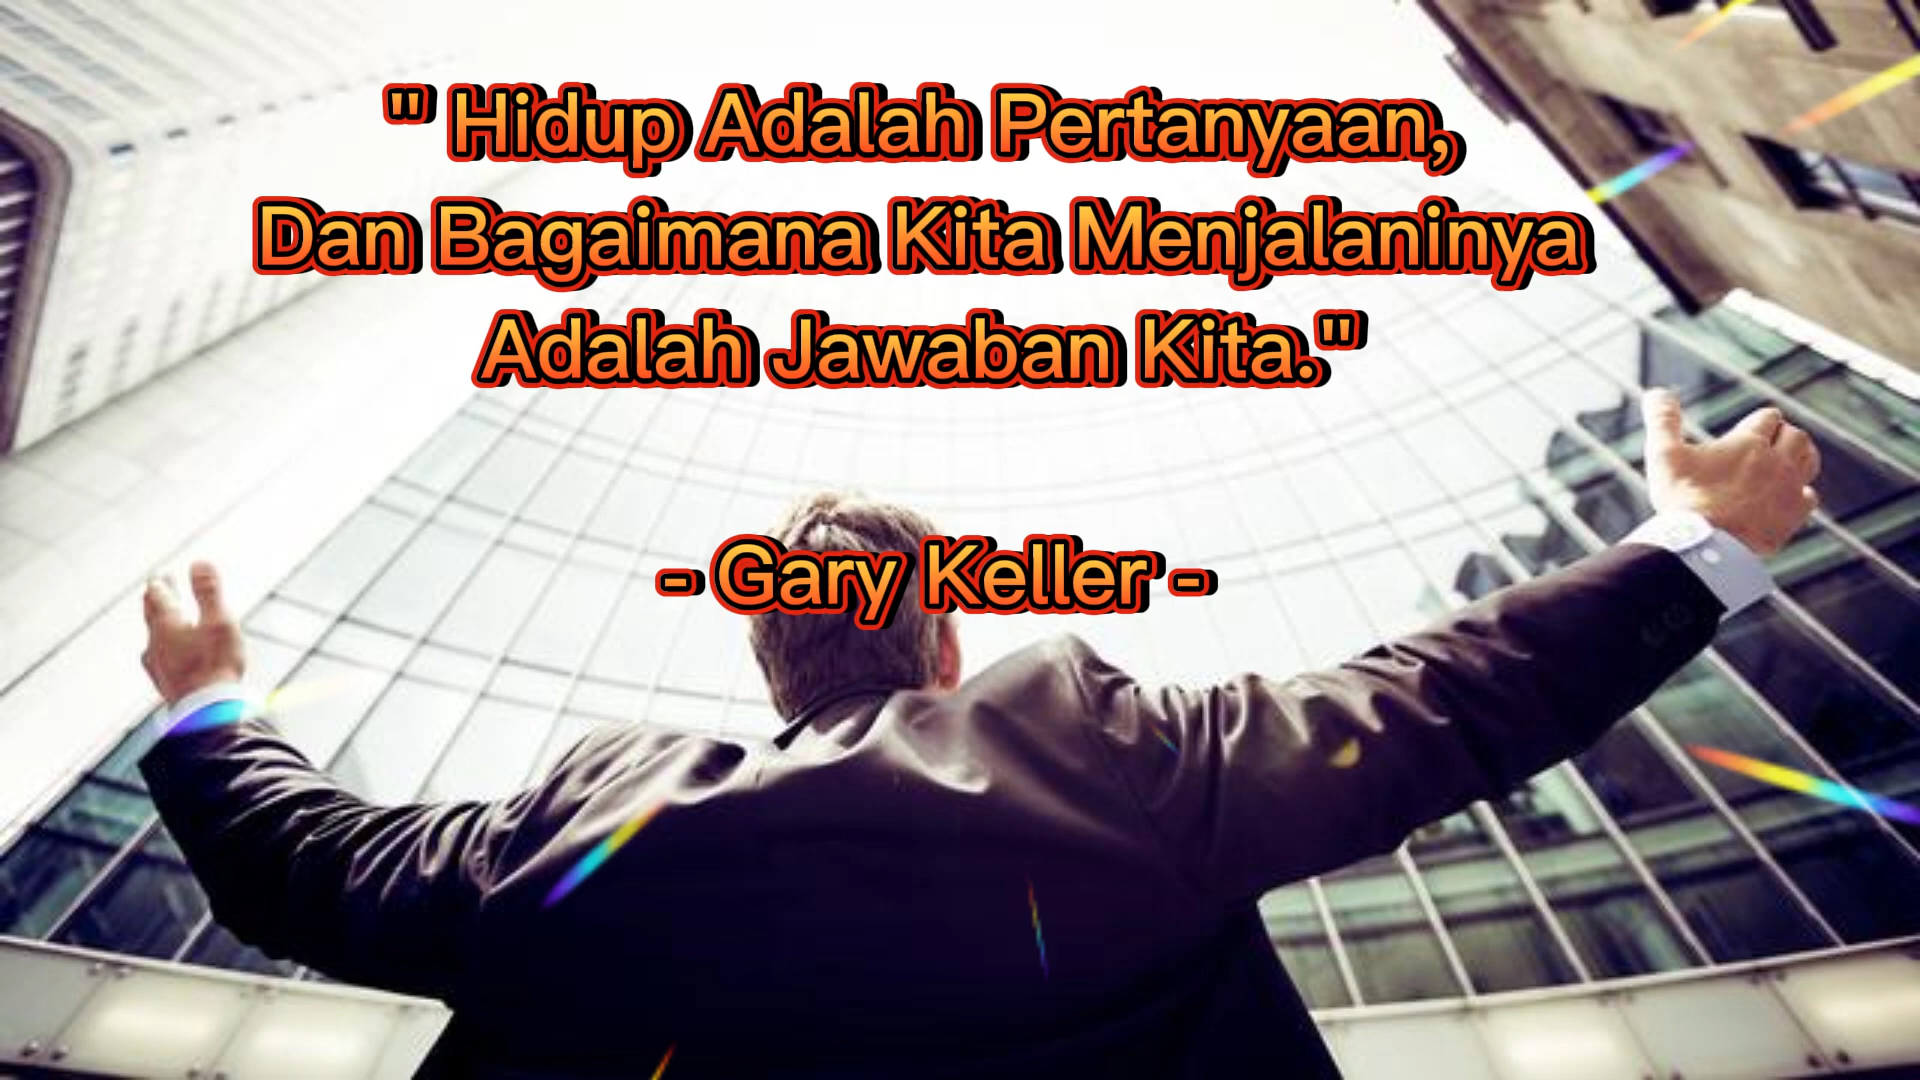 " Hidup Adalah Pertanyaan,
Dan Bagaimana Kita Menjalaninya
Adalah Jawaban Kita."
- Gary Keller -